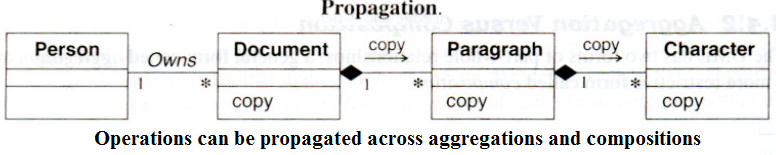 Propagation.
Person
Owns
1
*
Document
copy
copy
1
*
Paragraph
copy
copy
1
*
Character
copy
Operations can be propagated across aggregations and compositions